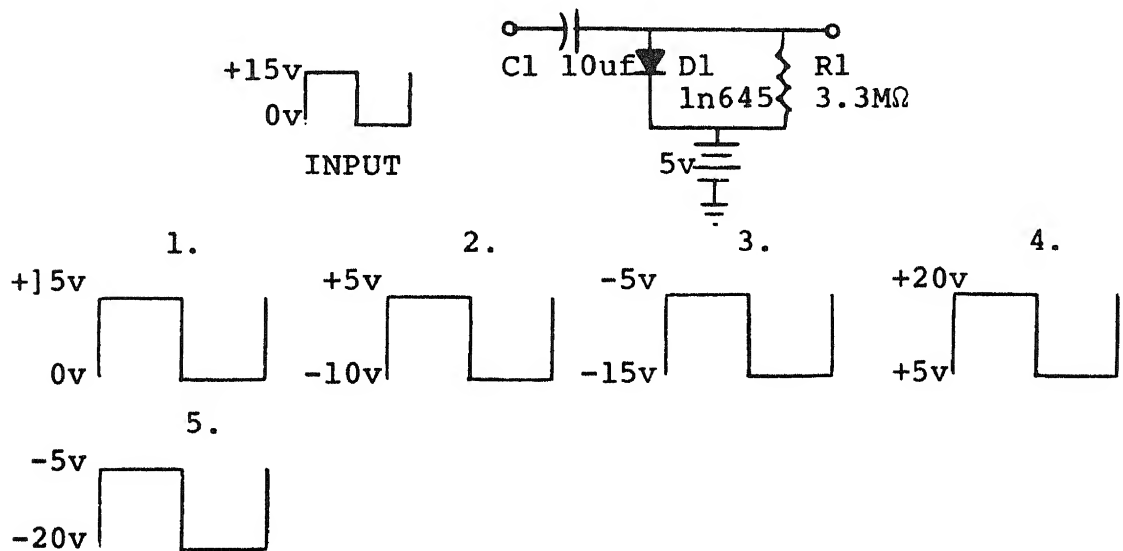 C1 10uf D1 R1
+15v 1n645 3.3MΩ
0v
INPUT 5v
1. 2. 3. 4.
+15v +5v -5v +20v
0v -10v -15v +5v
5.
-5v
-20v